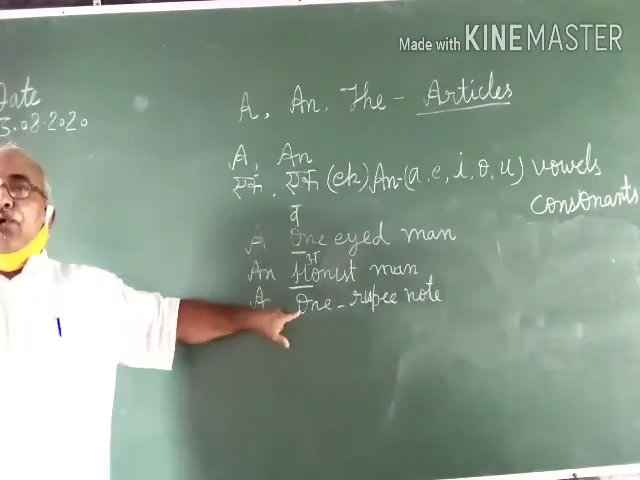 Made with KINEMASTER
Date
3.08.2020
A, An, The - Articles
A, An
एक, एक (ek) An-(a, e, i, o, u) vowels
consonants
व
A One eyed man
अ
An Honist man
A One-rupee note